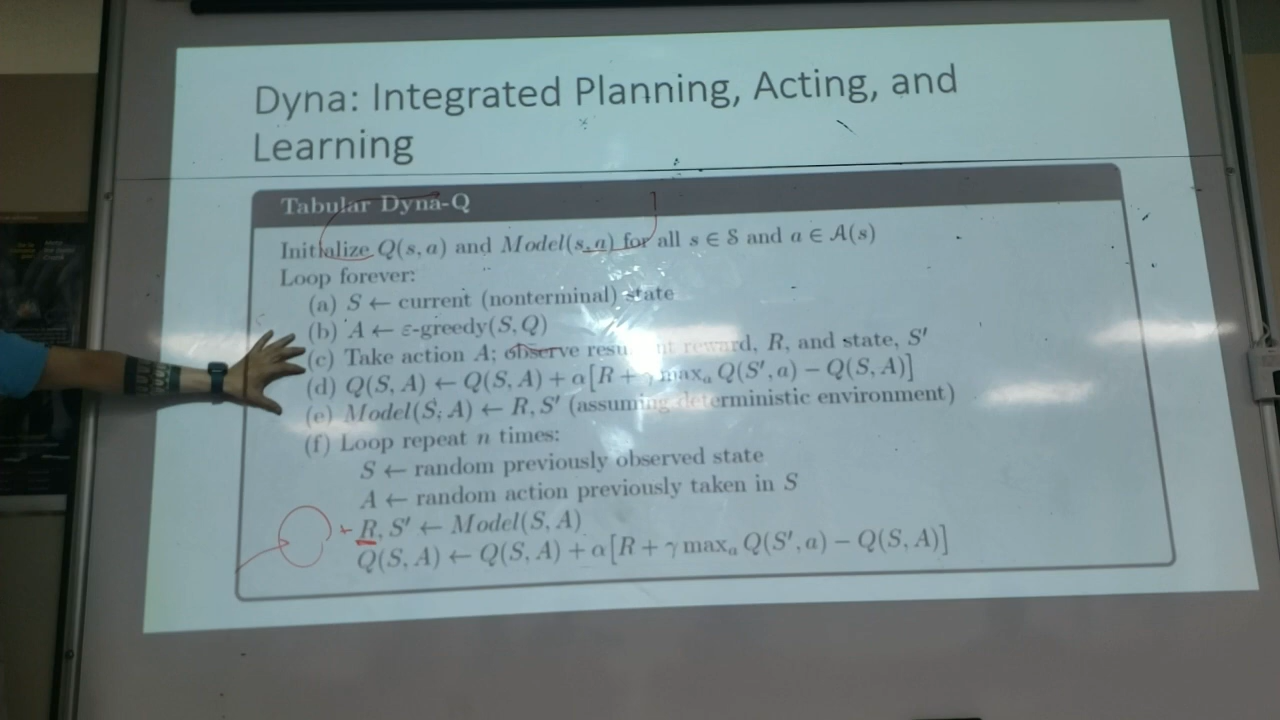 Dyna: Integrated Planning, Acting, and
Learning
Tabular Dyna-Q
Initialize Q(s, a) and Model(s, a) for all s ∈ S and a ∈ A(s)
Loop forever:
(a) S ← current (nonterminal) state
(b) A ← ε-greedy(S, Q)
(c) Take action A; observe resultant reward, R, and state, S′
(d) Q(S, A) ← Q(S, A) + α[R + γ maxₐ Q(S′, a) − Q(S, A)]
(e) Model(S, A) ← R, S′ (assuming deterministic environment)
(f) Loop repeat n times:
S ← random previously observed state
A ← random action previously taken in S
R, S′ ← Model(S, A)
Q(S, A) ← Q(S, A) + α[R + γ maxₐ Q(S′, a) − Q(S, A)]